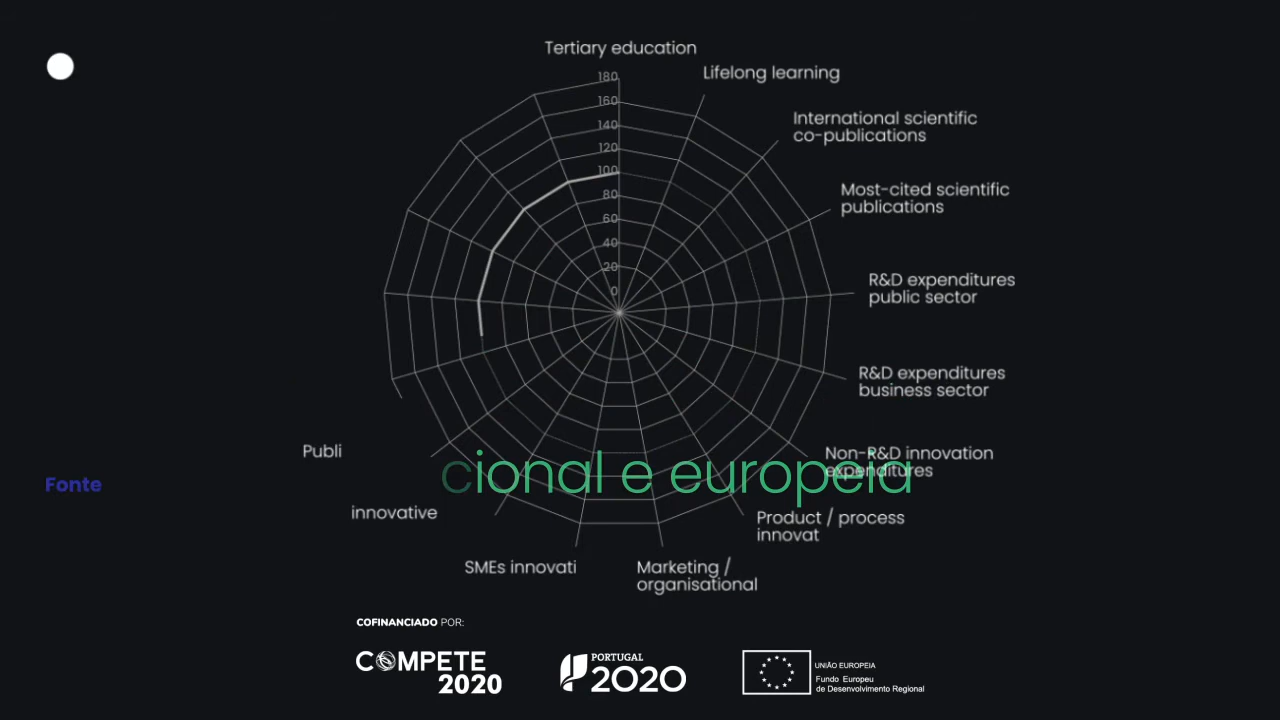 Tertiary education
Lifelong learning
180
160
140
120
100
80
60
40
20
0
International scientific
co-publications
Most-cited scientific
publications
R&D expenditures
public sector
R&D expenditures
business sector
Non-R&D innovation
expenditures
Publi
cional e europeia
Fonte
innovative
Product / process
innovat
SMEs innovati
Marketing /
organisational
COFINANCIADO POR:
COMPETE
2020
PORTUGAL
2020
UNIÃO EUROPEIA
Fundo Europeu
de Desenvolvimento Regional